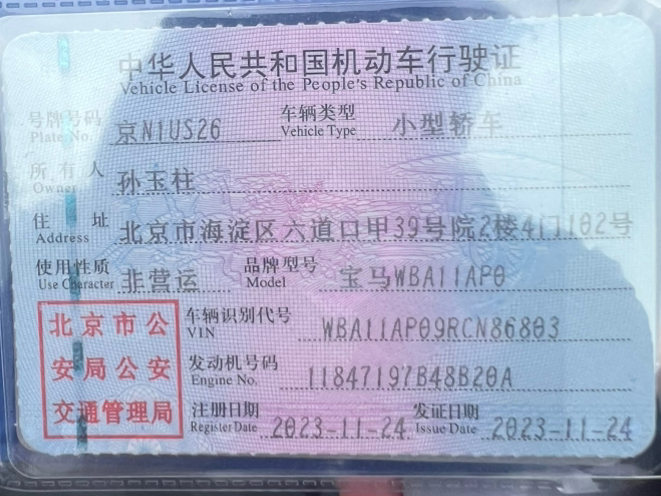 中华人民共和国机动车行驶证
Vehicle License of the People's Republic of China
号牌号码 京N1US26 车辆类型 小型轿车
Plate No. Vehicle Type
所有人 孙玉柱
Owner
住址 北京市海淀区六道口甲39号院2楼4门102号
Address
使用性质 非营运 品牌型号 宝马WBA11AP0
Use Character Model
北京市公安局公安交通管理局
车辆识别代号 WBA11AP09RCN86803
VIN
发动机号码 11847197B48B20A
Engine No.
注册日期 2023-11-24 发证日期 2023-11-24
Register Date Issue Date